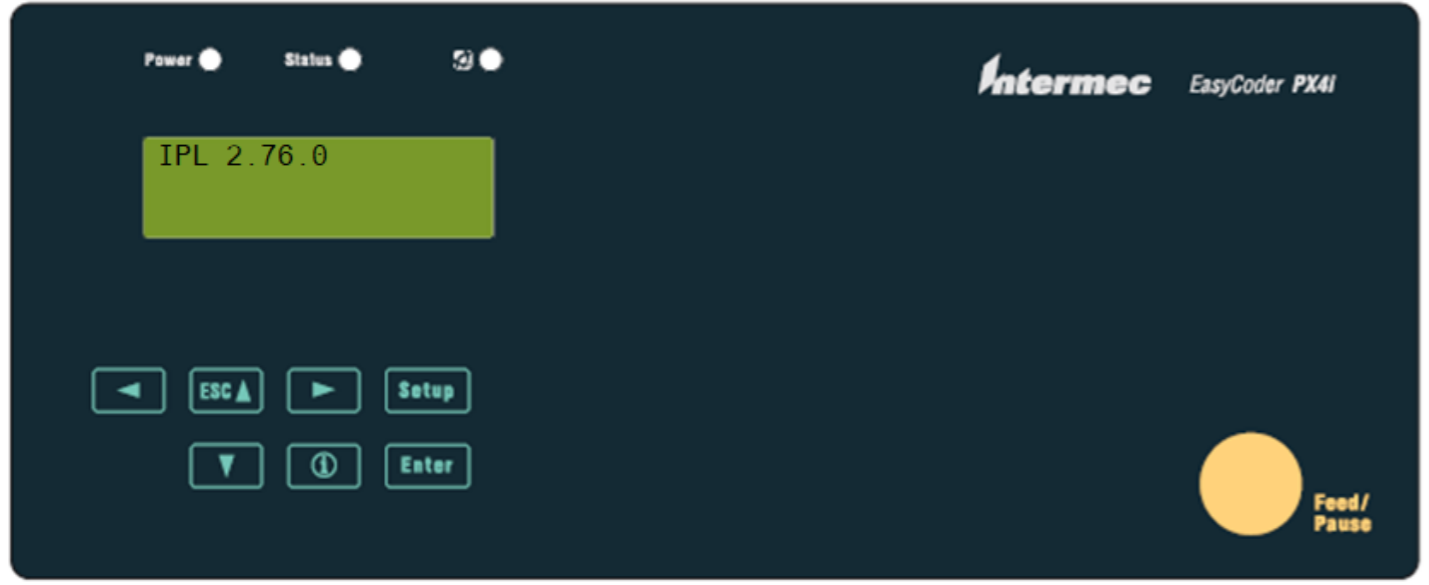 Power Status
Intermec EasyCoder PX4i
IPL 2.76.0
ESC Setup
i Enter
Feed/
Pause